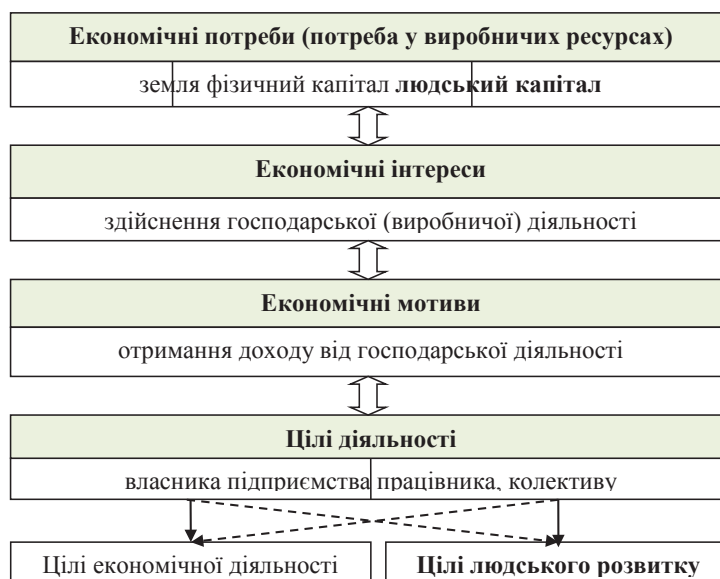 Економічні потреби (потреба у виробничих ресурсах)
земля фізичний капітал людський капітал
Економічні інтереси
здійснення господарської (виробничої) діяльності
Економічні мотиви
отримання доходу від господарської діяльності
Цілі діяльності
власника підприємства працівника, колективу
Цілі економічної діяльності
Цілі людського розвитку